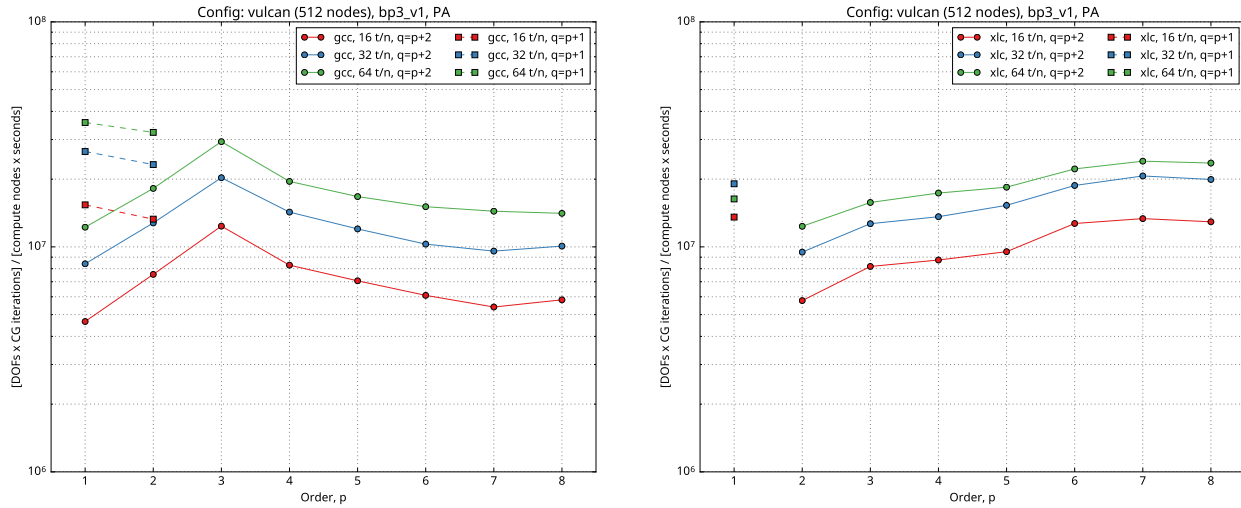 Config: vulcan (512 nodes), bp3_v1, PA
10⁸
gcc, 16 t/n, q=p+2
gcc, 32 t/n, q=p+2
gcc, 64 t/n, q=p+2
gcc, 16 t/n, q=p+1
gcc, 32 t/n, q=p+1
gcc, 64 t/n, q=p+1
[DOFs x CG iterations] / [compute nodes x seconds]
10⁷
10⁶
1 2 3 4 5 6 7 8
Order, p
Config: vulcan (512 nodes), bp3_v1, PA
10⁸
xlc, 16 t/n, q=p+2
xlc, 32 t/n, q=p+2
xlc, 64 t/n, q=p+2
xlc, 16 t/n, q=p+1
xlc, 32 t/n, q=p+1
xlc, 64 t/n, q=p+1
[DOFs x CG iterations] / [compute nodes x seconds]
10⁷
10⁶
1 2 3 4 5 6 7 8
Order, p